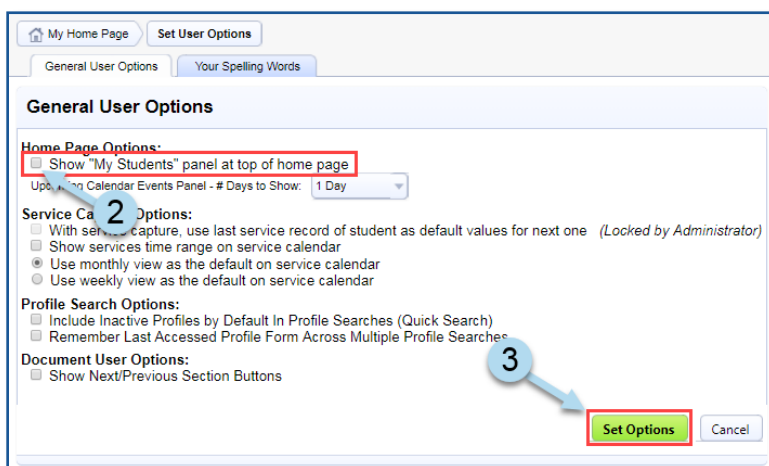 My Home Page
Set User Options
General User Options
Your Spelling Words
General User Options
Home Page Options:
Show "My Students" panel at top of home page
Calendar Events Panel - # Days to Show: 1 Day
2
Service Options:
With service capture, use last service record of student as default values for next one (Locked by Administrator)
Show services time range on service calendar
Use monthly view as the default on service calendar
Use weekly view as the default on service calendar
Profile Search Options:
Include Inactive Profiles by Default In Profile Searches (Quick Search)
Remember Last Accessed Profile Form Across Multiple Profile Searches
Document User Options:
Show Next/Previous Section Buttons
3
Set Options
Cancel